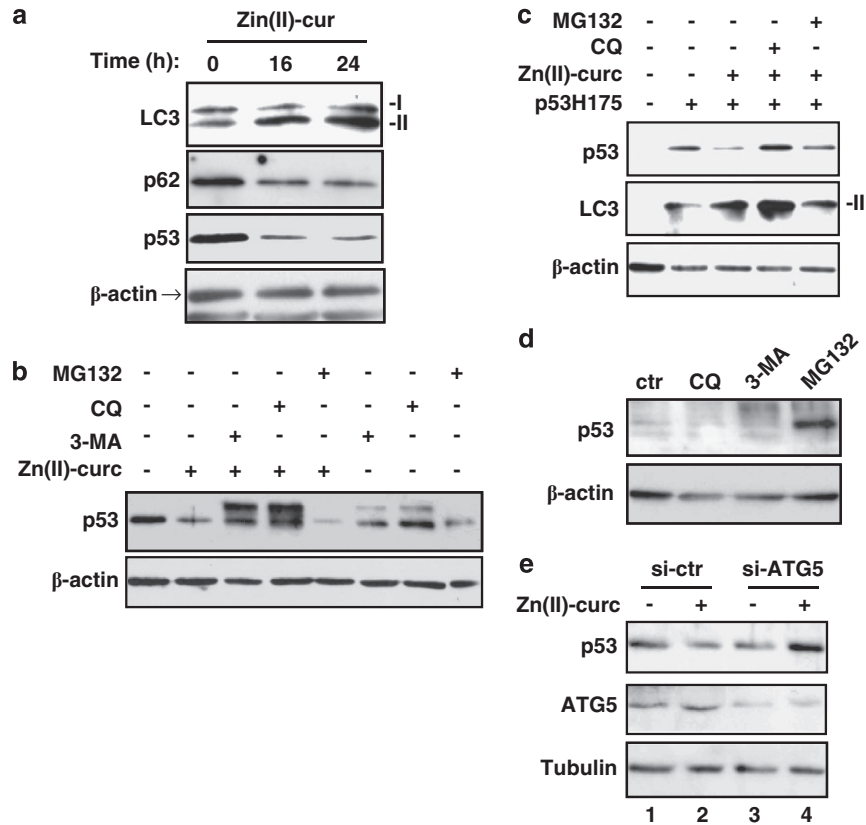 a
Zin(II)-cur
Time (h): 0 16 24
LC3 -I -II
p62
p53
β-actin →
b
MG132 - - - - + - - +
CQ - - - + - - + -
3-MA - - + - - + - -
Zn(II)-curc - + + + + - - -
p53
β-actin
c
MG132 - - - - +
CQ - - - + -
Zn(II)-curc - - + + +
p53H175 - + + + +
p53
LC3 -II
β-actin
d
ctr CQ 3-MA MG132
p53
β-actin
e
si-ctr si-ATG5
Zn(II)-curc - + - +
p53
ATG5
Tubulin
1 2 3 4